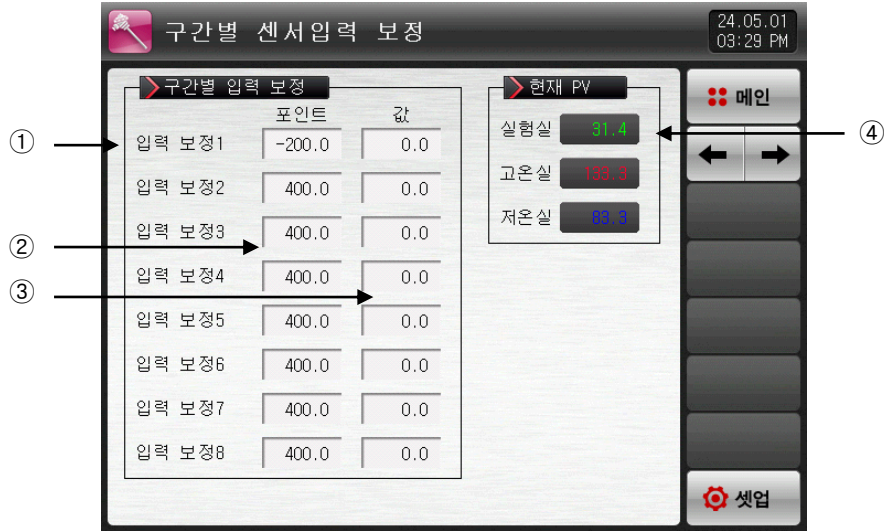 구간별 센서입력 보정
24.05.01
03:29 PM
구간별 입력 보정
포인트 값
① 입력 보정1 -200.0 0.0
입력 보정2 400.0 0.0
② 입력 보정3 400.0 0.0
③ 입력 보정4 400.0 0.0
입력 보정5 400.0 0.0
입력 보정6 400.0 0.0
입력 보정7 400.0 0.0
입력 보정8 400.0 0.0
현재 PV
실험실 31.4 ④
고온실 133.3
저온실 83.3
메인
셋업